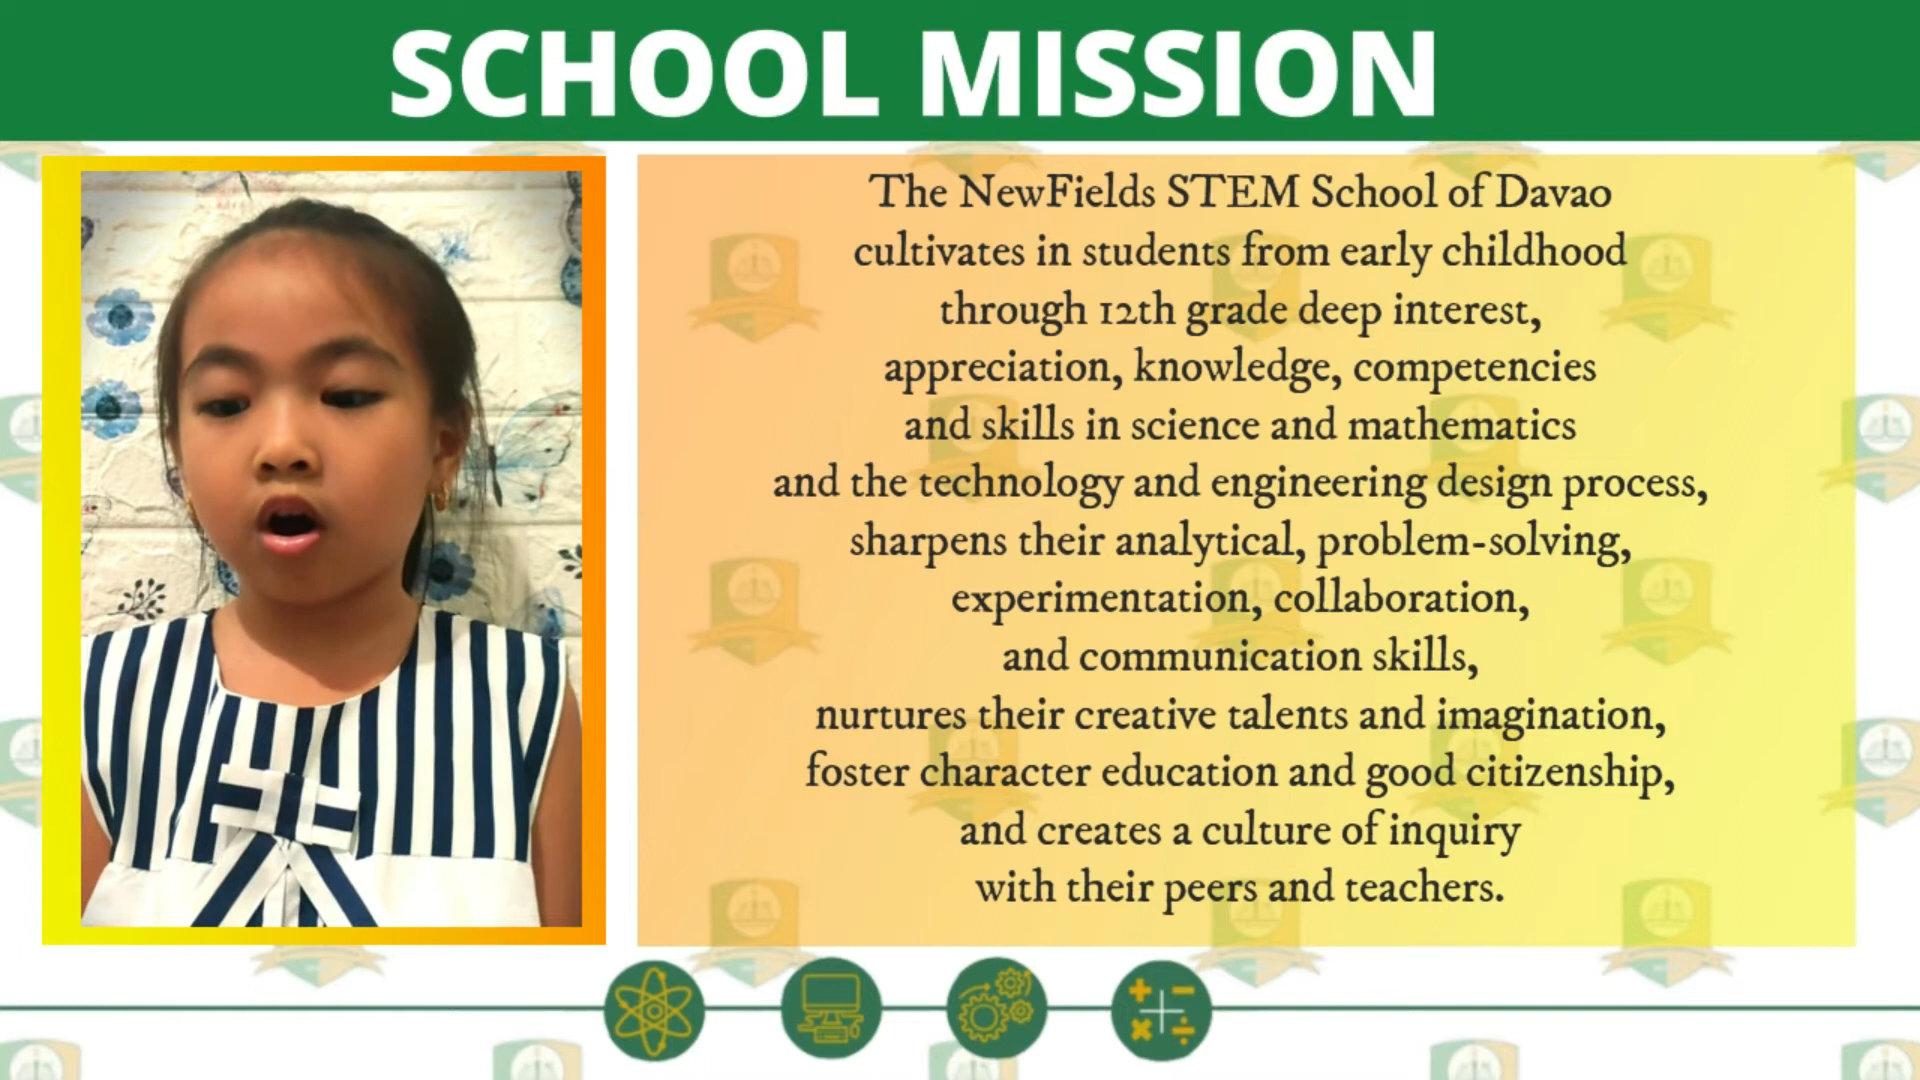 SCHOOL MISSION
The NewFields STEM School of Davao
cultivates in students from early childhood
through 12th grade deep interest,
appreciation, knowledge, competencies
and skills in science and mathematics
and the technology and engineering design process,
sharpens their analytical, problem-solving,
experimentation, collaboration,
and communication skills,
nurtures their creative talents and imagination,
foster character education and good citizenship,
and creates a culture of inquiry
with their peers and teachers.